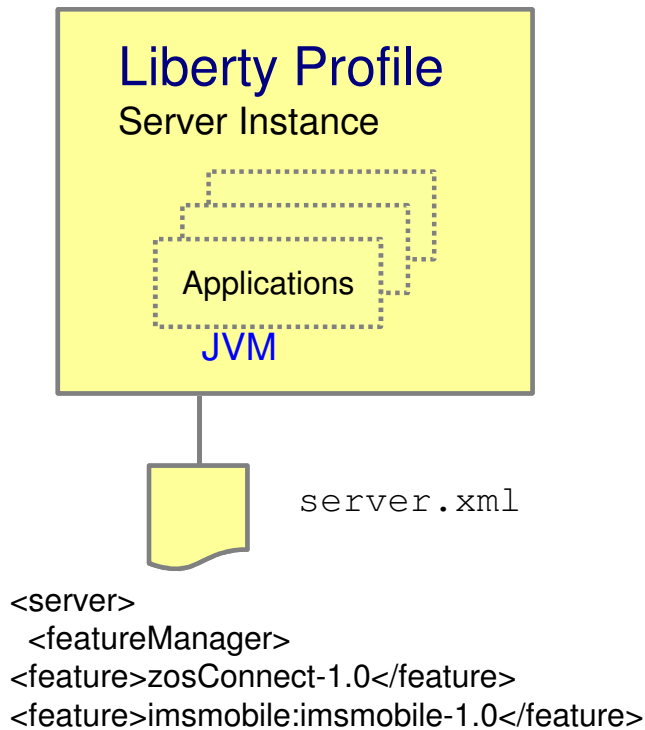 Liberty Profile
Server Instance
Applications
JVM
server.xml
<server>
<featureManager>
<feature>zosConnect-1.0</feature>
<feature>imsmobile:imsmobile-1.0</feature>